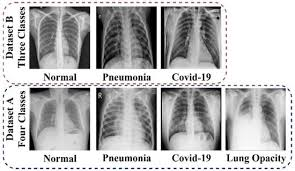 Dataset B
Three Classes
Normal
Pneumonia
Covid-19
Dataset A
Four Classes
Normal
Pneumonia
Covid-19
Lung Opacity